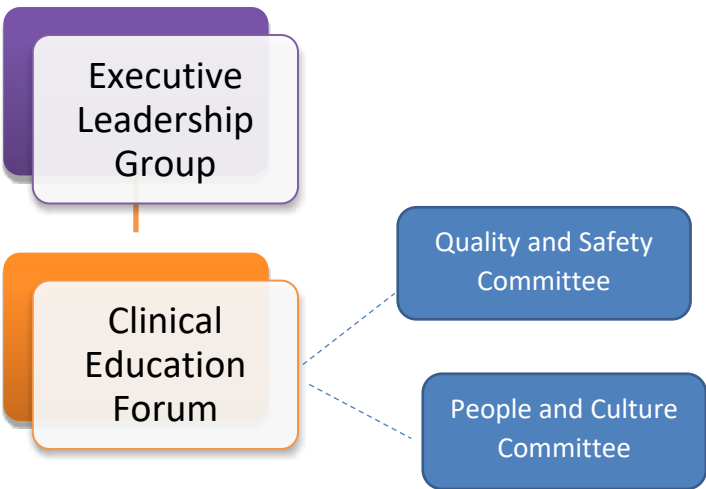 Executive
Leadership
Group
Clinical
Education
Forum
Quality and Safety
Committee
People and Culture
Committee